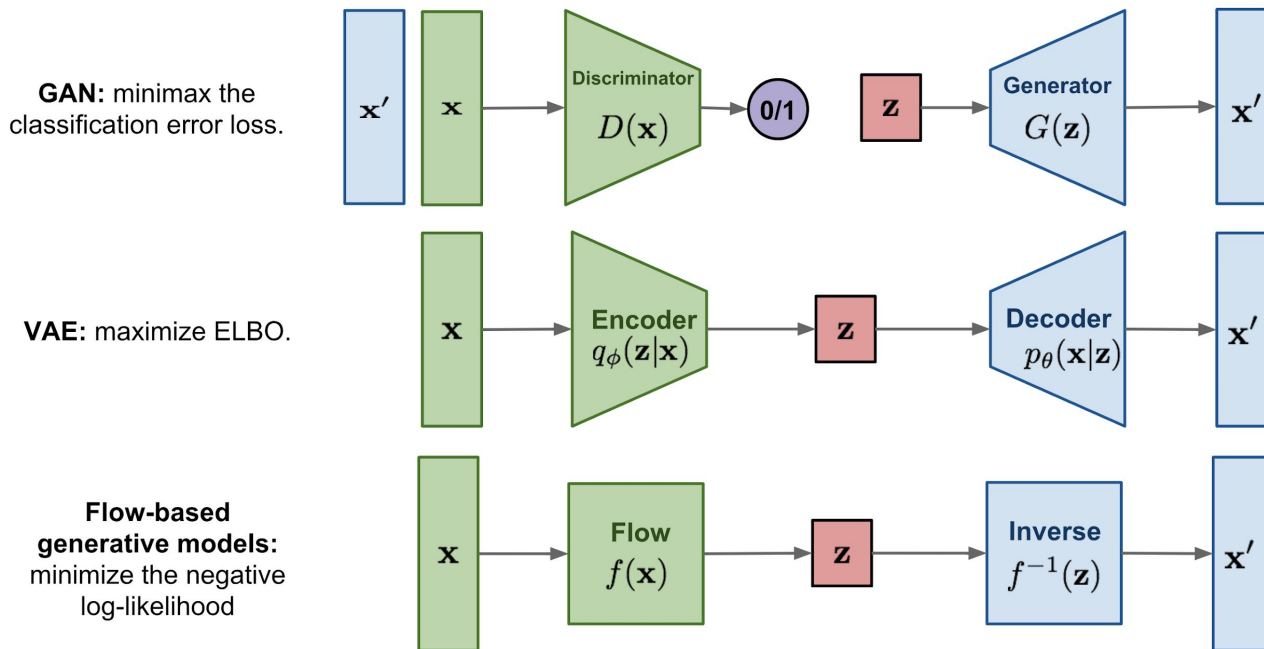 GAN: minimax the
classification error loss.
x′
x
Discriminator
D(x)
0/1
z
Generator
G(z)
x′
VAE: maximize ELBO.
x
Encoder
qϕ(z|x)
z
Decoder
pθ(x|z)
x′
Flow-based
generative models:
minimize the negative
log-likelihood
x
Flow
f(x)
z
Inverse
f⁻¹(z)
x′